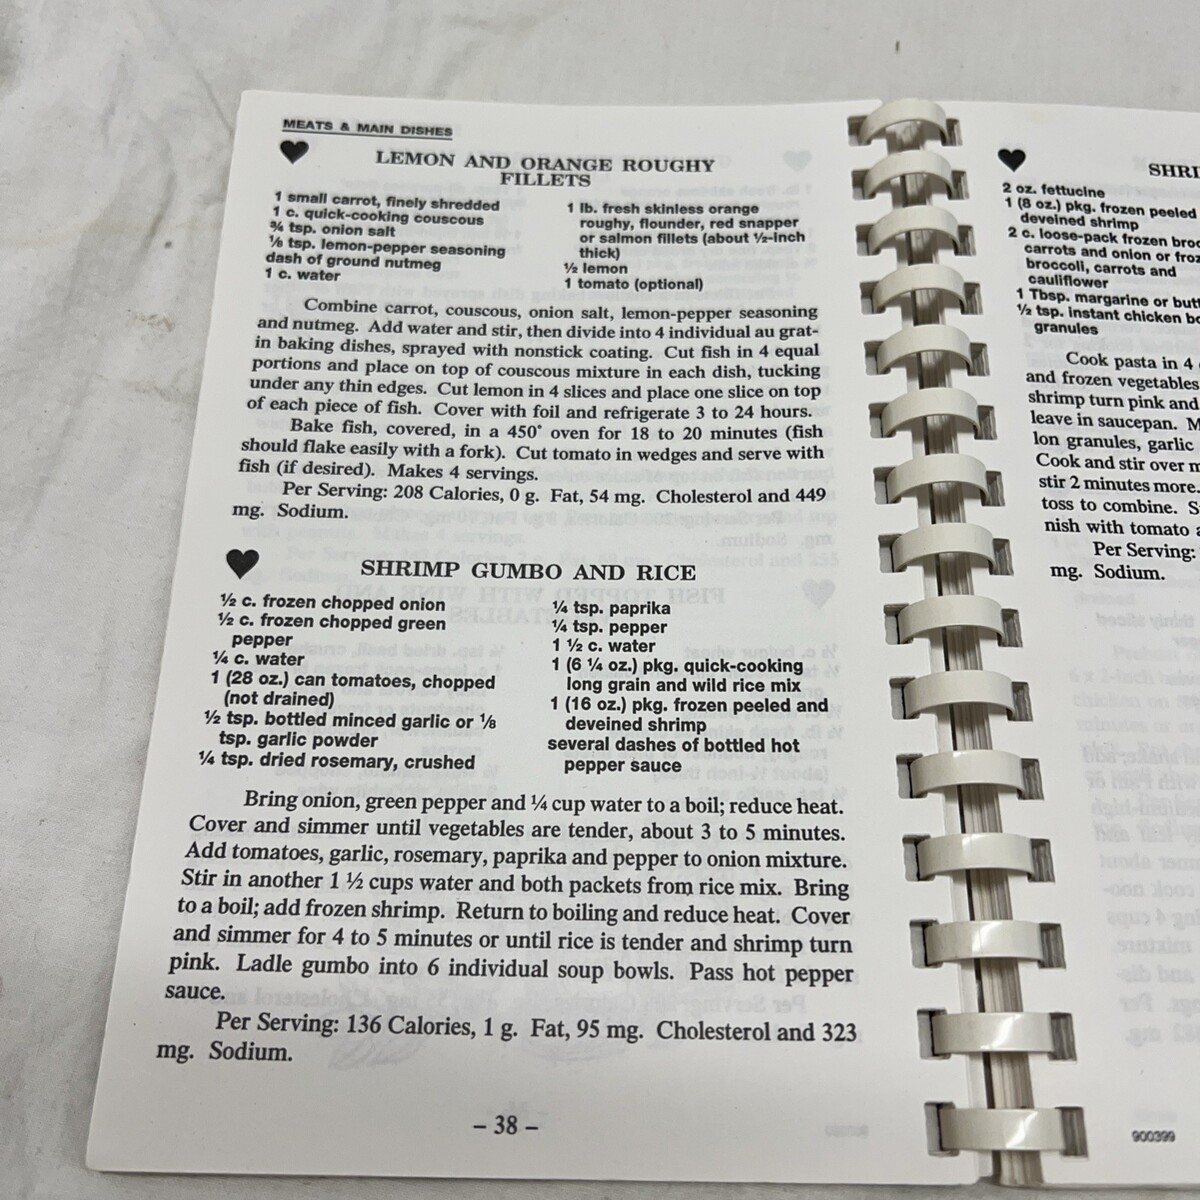 MEATS & MAIN DISHES
LEMON AND ORANGE ROUGHY
FILLETS
1 small carrot, finely shredded
1 c. quick-cooking couscous
¾ tsp. onion salt
⅛ tsp. lemon-pepper seasoning
dash of ground nutmeg
1 c. water
1 lb. fresh skinless orange
roughy, flounder, red snapper
or salmon fillets (about ½-inch
thick)
½ lemon
1 tomato (optional)
Combine carrot, couscous, onion salt, lemon-pepper seasoning
and nutmeg. Add water and stir, then divide into 4 individual au grat-
in baking dishes, sprayed with nonstick coating. Cut fish in 4 equal
portions and place on top of couscous mixture in each dish, tucking
under any thin edges. Cut lemon in 4 slices and place one slice on top
of each piece of fish. Cover with foil and refrigerate 3 to 24 hours.
Bake fish, covered, in a 450° oven for 18 to 20 minutes (fish
should flake easily with a fork). Cut tomato in wedges and serve with
fish (if desired). Makes 4 servings.
Per Serving: 208 Calories, 0 g. Fat, 54 mg. Cholesterol and 449
mg. Sodium.
SHRIMP GUMBO AND RICE
½ c. frozen chopped onion
½ c. frozen chopped green
pepper
¼ c. water
1 (28 oz.) can tomatoes, chopped
(not drained)
½ tsp. bottled minced garlic or ⅛
tsp. garlic powder
¼ tsp. dried rosemary, crushed
¼ tsp. paprika
¼ tsp. pepper
1 ½ c. water
1 (6 ¼ oz.) pkg. quick-cooking
long grain and wild rice mix
1 (16 oz.) pkg. frozen peeled and
deveined shrimp
several dashes of bottled hot
pepper sauce
Bring onion, green pepper and ¼ cup water to a boil; reduce heat.
Cover and simmer until vegetables are tender, about 3 to 5 minutes.
Add tomatoes, garlic, rosemary, paprika and pepper to onion mixture.
Stir in another 1 ½ cups water and both packets from rice mix. Bring
to a boil; add frozen shrimp. Return to boiling and reduce heat. Cover
and simmer for 4 to 5 minutes or until rice is tender and shrimp turn
pink. Ladle gumbo into 6 individual soup bowls. Pass hot pepper
sauce.
Per Serving: 136 Calories, 1 g. Fat, 95 mg. Cholesterol and 323
mg. Sodium.
– 38 –
SHRI
2 oz. fettucine
1 (8 oz.) pkg. frozen peeled
deveined shrimp
2 c. loose-pack frozen broc
carrots and onion or froz
broccoli, carrots and
cauliflower
1 Tbsp. margarine or butt
½ tsp. instant chicken bo
granules
Cook pasta in 4
and frozen vegetables
shrimp turn pink and
leave in saucepan. M
lon granules, garlic
Cook and stir over m
stir 2 minutes more.
toss to combine. S
nish with tomato a
Per Serving:
mg. Sodium.
900399